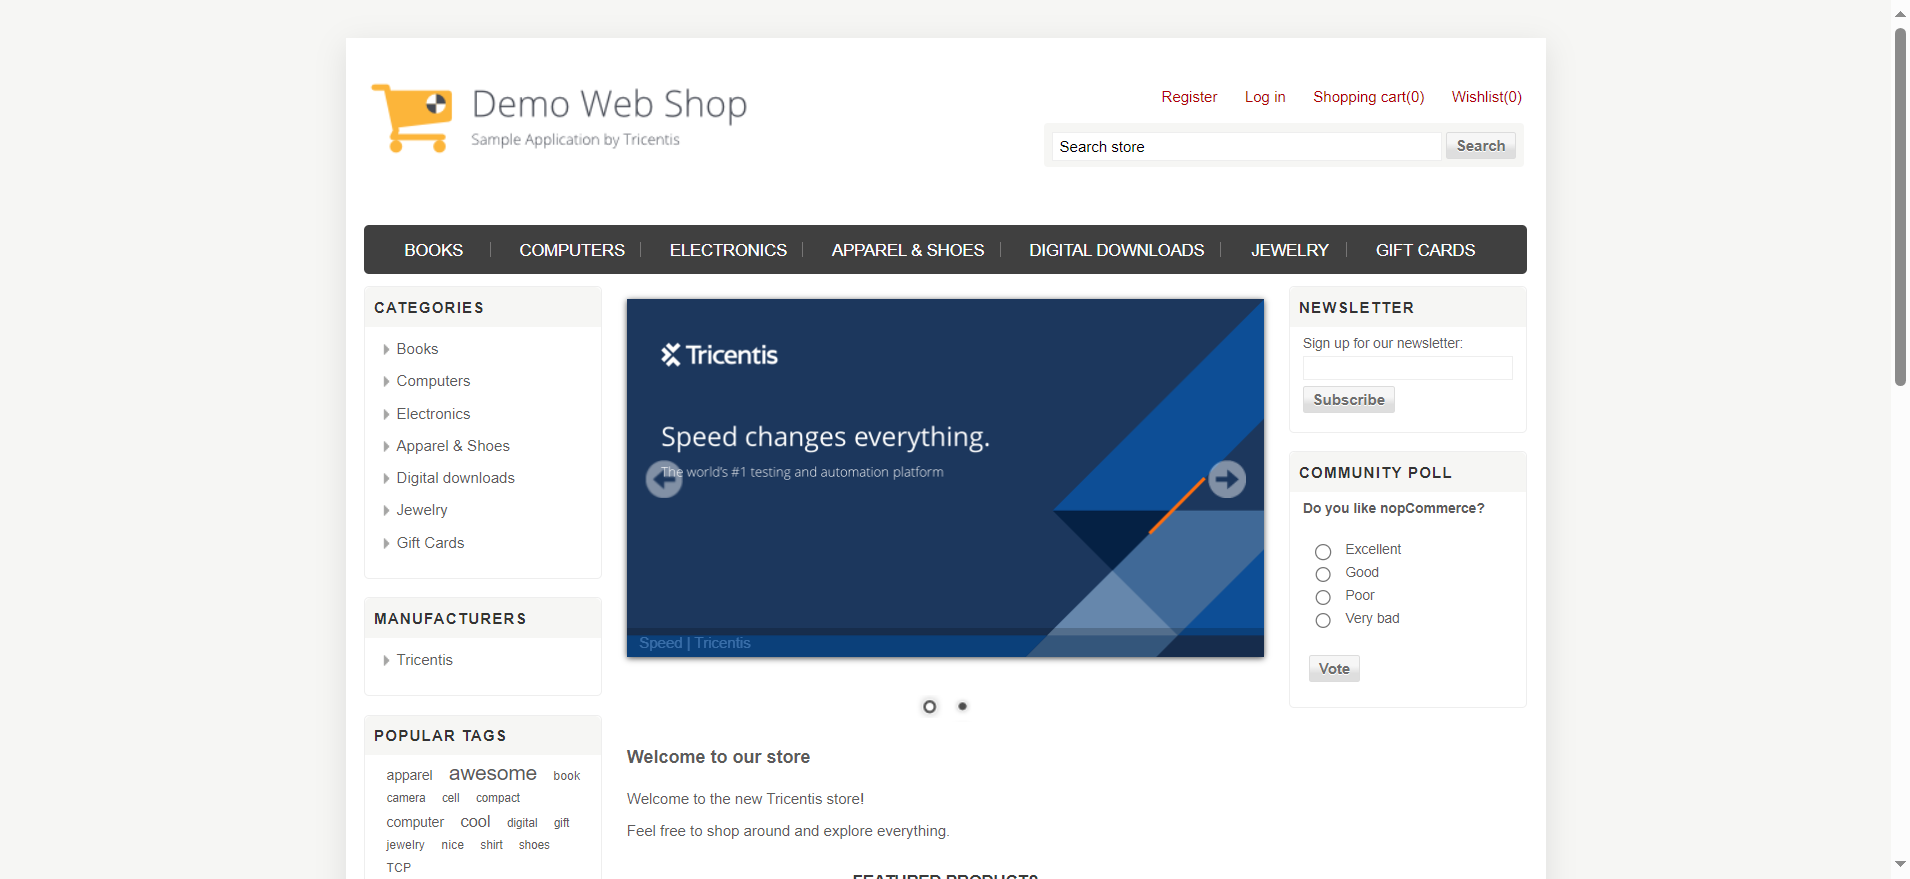 Demo Web Shop
Sample Application by Tricentis
Register Log in Shopping cart(0) Wishlist(0)
Search store Search
BOOKS COMPUTERS ELECTRONICS APPAREL & SHOES DIGITAL DOWNLOADS JEWELRY GIFT CARDS
CATEGORIES
Books
Computers
Electronics
Apparel & Shoes
Digital downloads
Jewelry
Gift Cards
MANUFACTURERS
Tricentis
POPULAR TAGS
apparel awesome book
camera cell compact
computer cool digital gift
jewelry nice shirt shoes
TCP
Tricentis
Speed changes everything.
The world's #1 testing and automation platform
Speed | Tricentis
Welcome to our store
Welcome to the new Tricentis store!
Feel free to shop around and explore everything.
FEATURED PRODUCTS
NEWSLETTER
Sign up for our newsletter:
Subscribe
COMMUNITY POLL
Do you like nopCommerce?
Excellent
Good
Poor
Very bad
Vote